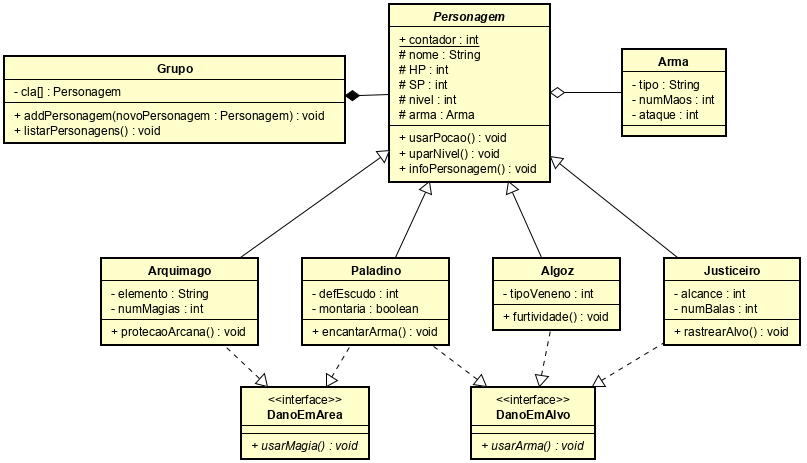 Personagem
+ contador : int
# nome : String
# HP : int
# SP : int
# nivel : int
# arma : Arma
+ usarPocao() : void
+ uparNivel() : void
+ infoPersonagem() : void
Grupo
- cla[] : Personagem
+ addPersonagem(novoPersonagem : Personagem) : void
+ listarPersonagens() : void
Arma
- tipo : String
- numMaos : int
- ataque : int
Arquimago
- elemento : String
- numMagias : int
+ protecaoArcana() : void
Paladino
- defEscudo : int
- montaria : boolean
+ encantarArma() : void
Algoz
- tipoVeneno : int
+ furtividade() : void
Justiceiro
- alcance : int
- numBalas : int
+ rastrearAlvo() : void
<<interface>>
DanoEmArea
+ usarMagia() : void
<<interface>>
DanoEmAlvo
+ usarArma() : void